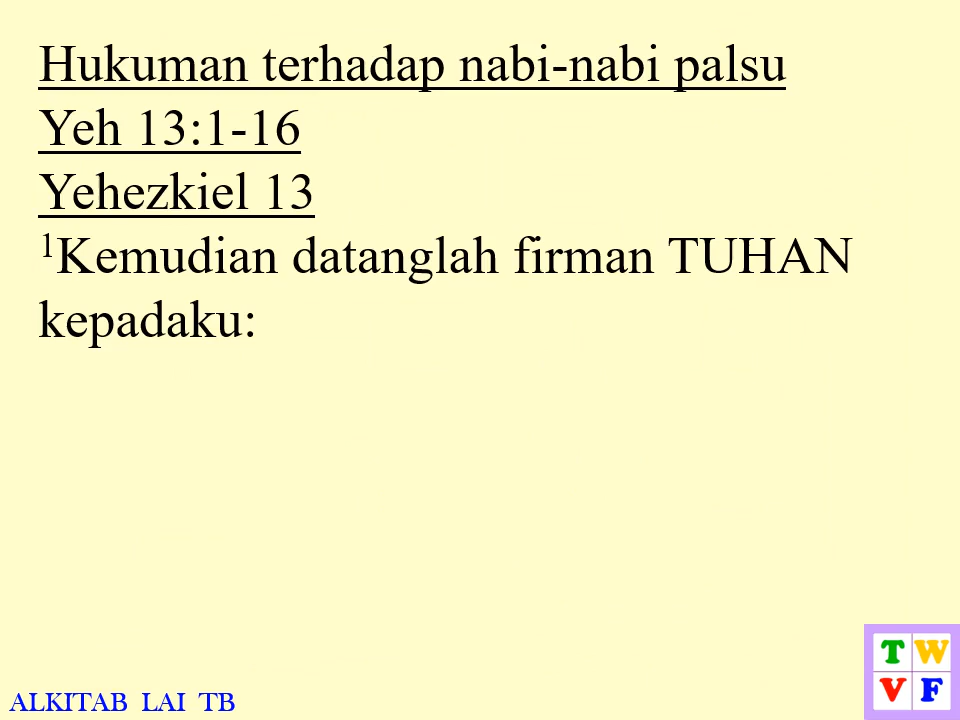 Hukuman terhadap nabi-nabi palsu
Yeh 13:1-16
Yehezkiel 13
¹Kemudian datanglah firman TUHAN
kepadaku:
T W
V F
ALKITAB LAI TB